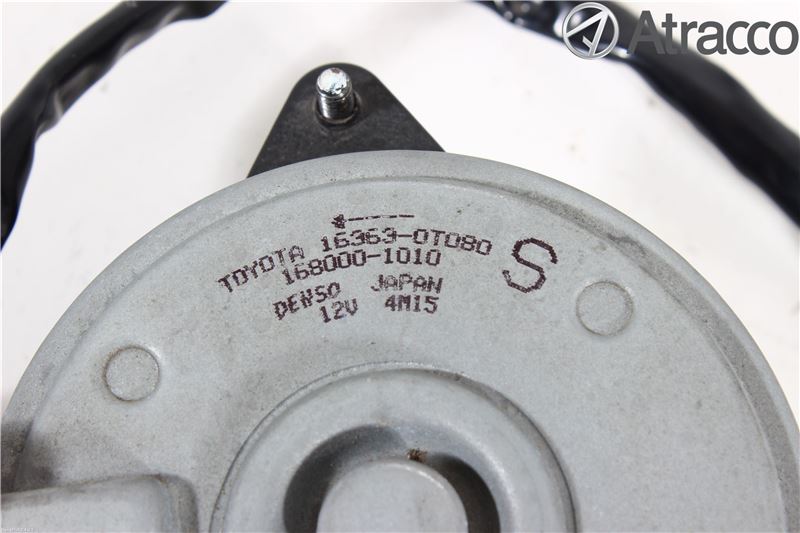 Atracco
TOYOTA 16363-0T080
168000-1010
DENSO JAPAN
12V 4M15
S